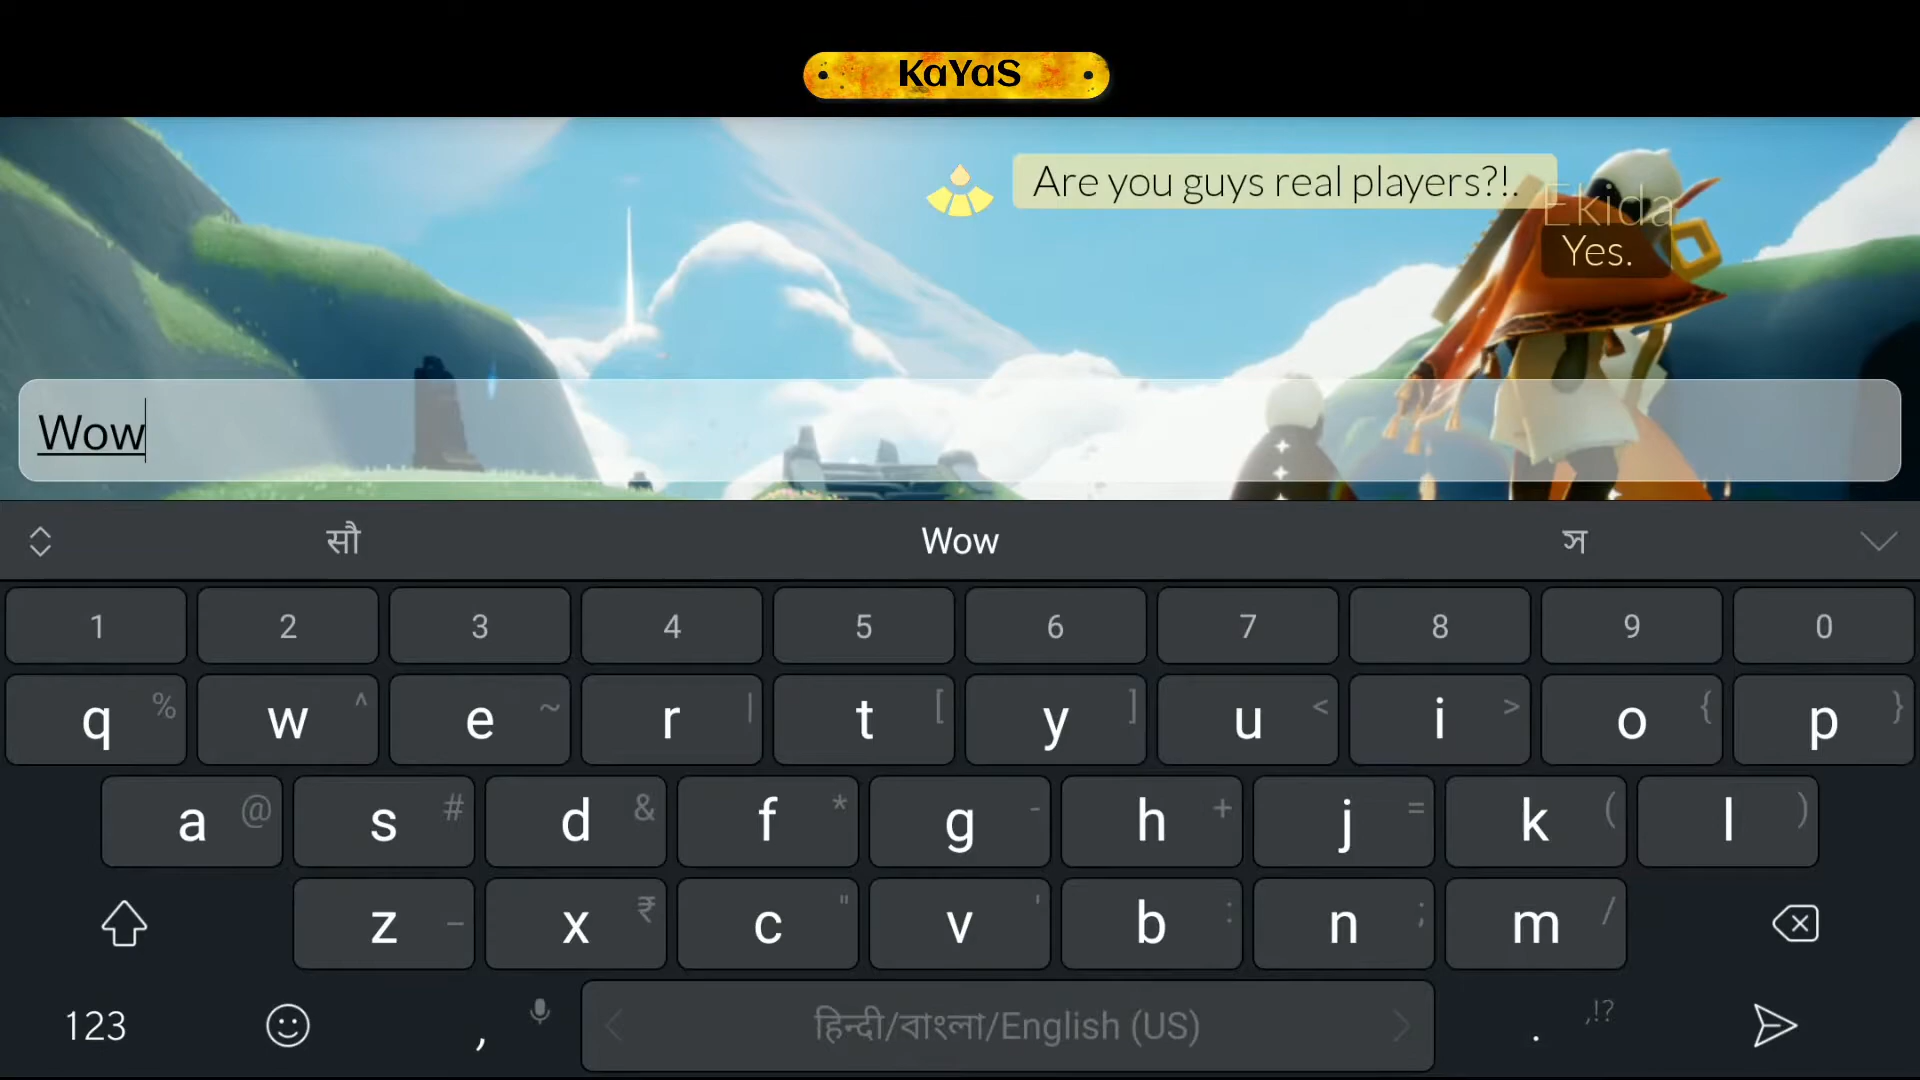 KaYaS
Are you guys real players?!.
Ekida
Yes.
Wow
सौ Wow স
1 2 3 4 5 6 7 8 9 0
q % w ^ e ~ r | t [ y ] u < i > o { p }
a @ s # d & f * g - h + j = k ( l )
z _ x ₹ c " v ' b : n ; m /
123 , हिन्दी/বাংলা/English (US) . ,!?